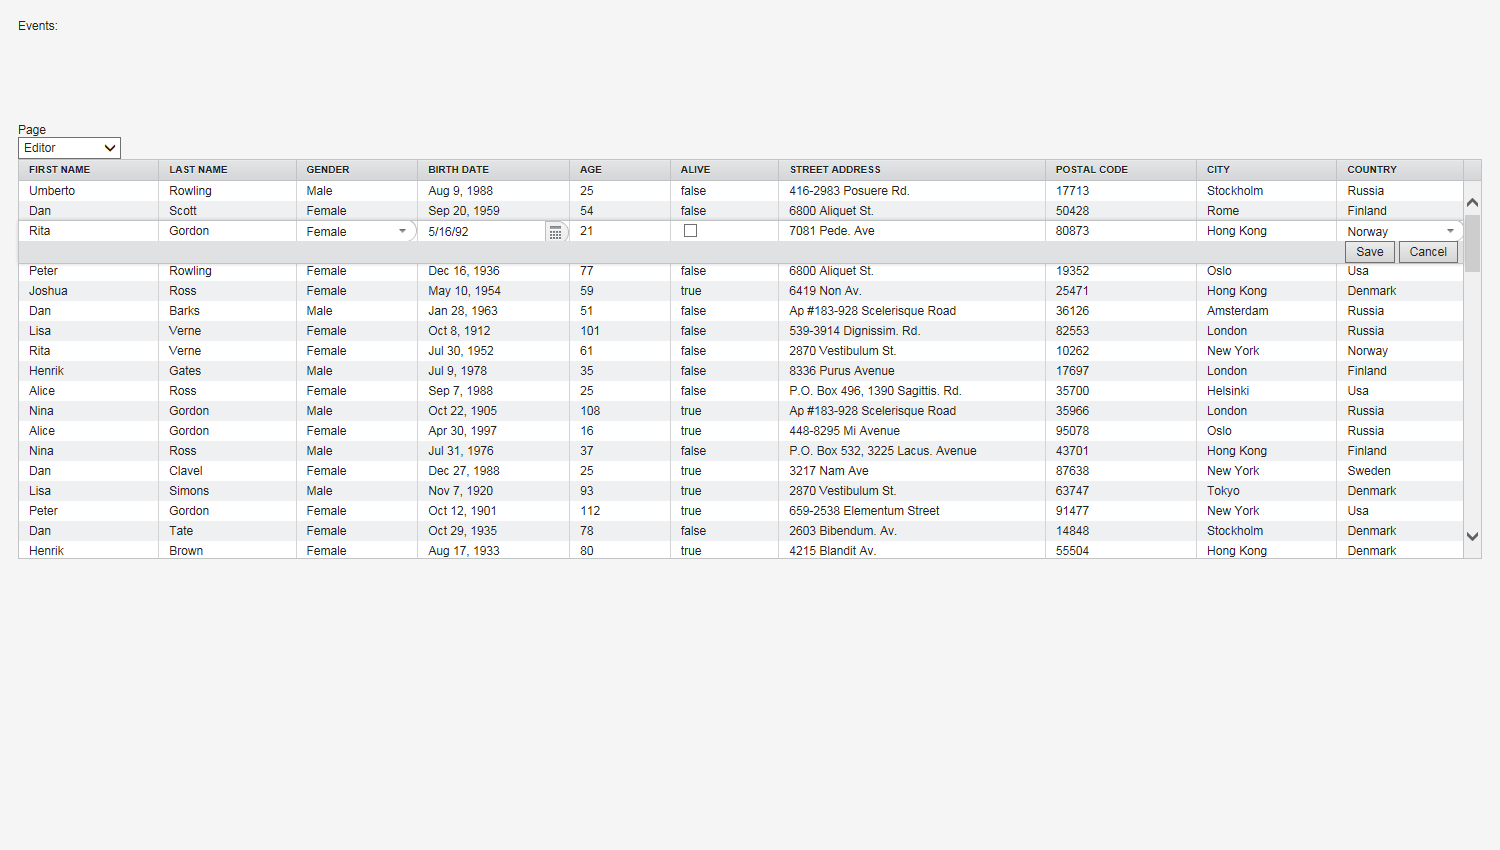 Events:
Page
Editor
FIRST NAME LAST NAME GENDER BIRTH DATE AGE ALIVE STREET ADDRESS POSTAL CODE CITY COUNTRY
Umberto Rowling Male Aug 9, 1988 25 false 416-2983 Posuere Rd. 17713 Stockholm Russia
Dan Scott Female Sep 20, 1959 54 false 6800 Aliquet St. 50428 Rome Finland
Rita Gordon Female 5/16/92 21 7081 Pede. Ave 80873 Hong Kong Norway
Save Cancel
Peter Rowling Female Dec 16, 1936 77 false 6800 Aliquet St. 19352 Oslo Usa
Joshua Ross Female May 10, 1954 59 true 6419 Non Av. 25471 Hong Kong Denmark
Dan Barks Male Jan 28, 1963 51 false Ap #183-928 Scelerisque Road 36126 Amsterdam Russia
Lisa Verne Female Oct 8, 1912 101 false 539-3914 Dignissim. Rd. 82553 London Russia
Rita Verne Female Jul 30, 1952 61 false 2870 Vestibulum St. 10262 New York Norway
Henrik Gates Male Jul 9, 1978 35 false 8336 Purus Avenue 17697 London Finland
Alice Ross Female Sep 7, 1988 25 false P.O. Box 496, 1390 Sagittis. Rd. 35700 Helsinki Usa
Nina Gordon Male Oct 22, 1905 108 true Ap #183-928 Scelerisque Road 35966 London Russia
Alice Gordon Female Apr 30, 1997 16 true 448-8295 Mi Avenue 95078 Oslo Russia
Nina Ross Male Jul 31, 1976 37 false P.O. Box 532, 3225 Lacus. Avenue 43701 Hong Kong Finland
Dan Clavel Female Dec 27, 1988 25 true 3217 Nam Ave 87638 New York Sweden
Lisa Simons Male Nov 7, 1920 93 true 2870 Vestibulum St. 63747 Tokyo Denmark
Peter Gordon Female Oct 12, 1901 112 true 659-2538 Elementum Street 91477 New York Usa
Dan Tate Female Oct 29, 1935 78 false 2603 Bibendum. Av. 14848 Stockholm Denmark
Henrik Brown Female Aug 17, 1933 80 true 4215 Blandit Av. 55504 Hong Kong Denmark